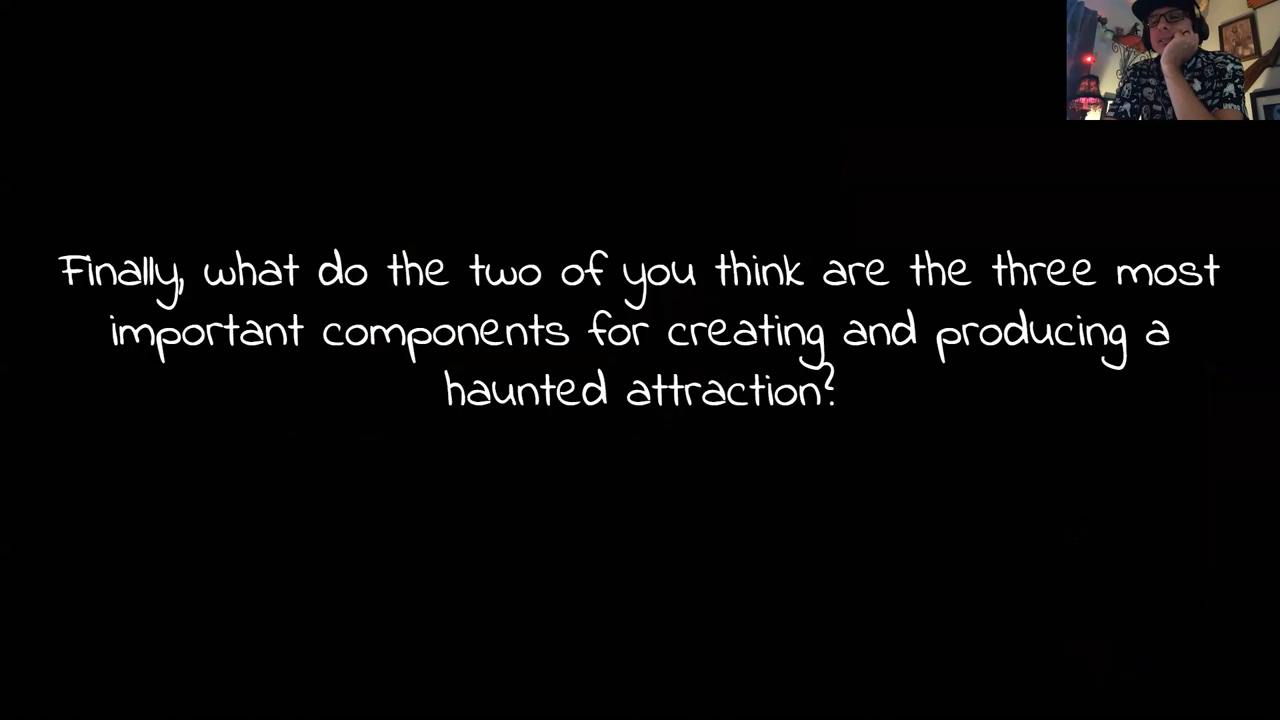 Finally, what do the two of you think are the three most
important components for creating and producing a
haunted attraction?